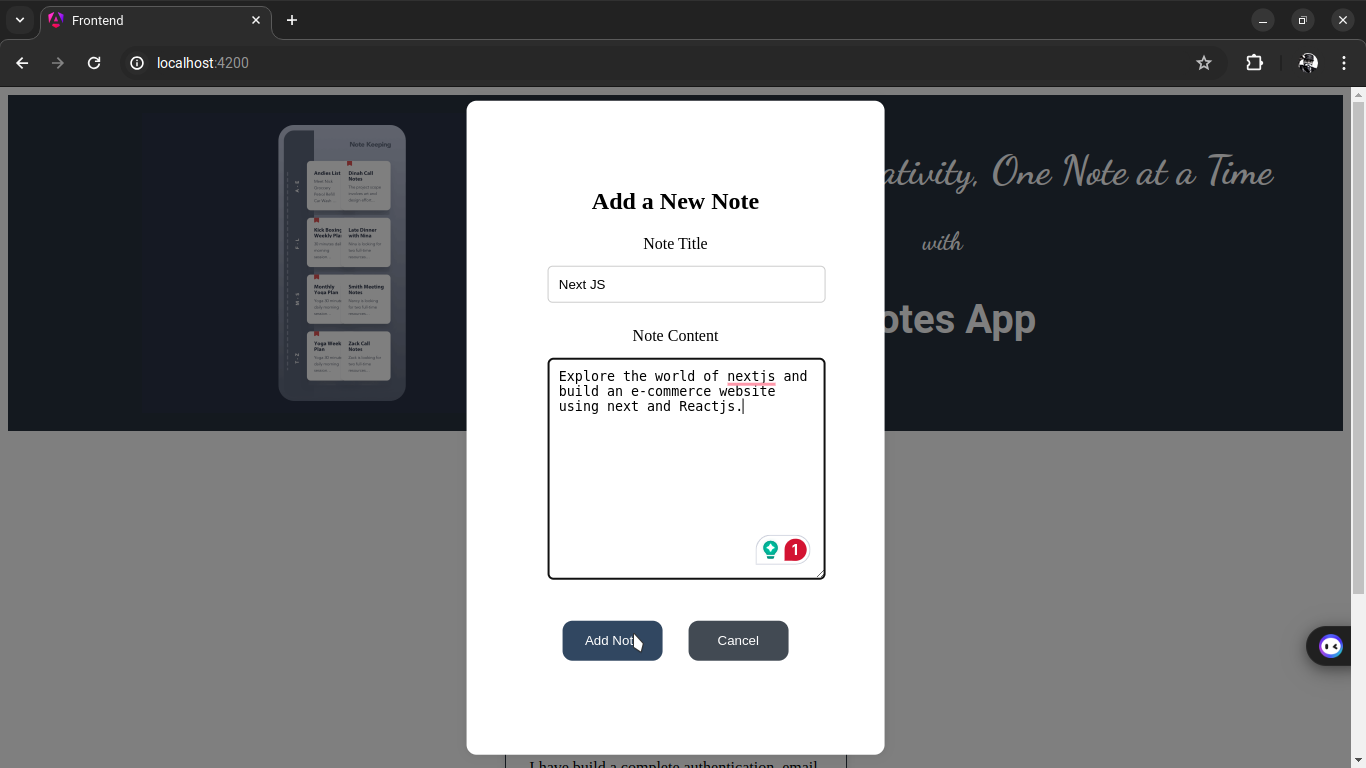 Frontend
localhost:4200
Note Keeping
Andies List
Dinah Call
Notes
Kick Boxing
Weekly Plan
Late Dinner
with Nina
Monthly
Yoga Plan
Smith Meeting
Notes
Yoga Week
Plan
Zack Call
Notes
ativity, One Note at a Time
with
otes App
Add a New Note
Note Title
Next JS
Note Content
Explore the world of nextjs and
build an e-commerce website
using next and Reactjs.
1
Add Not
Cancel
I have build a complete authentication, email